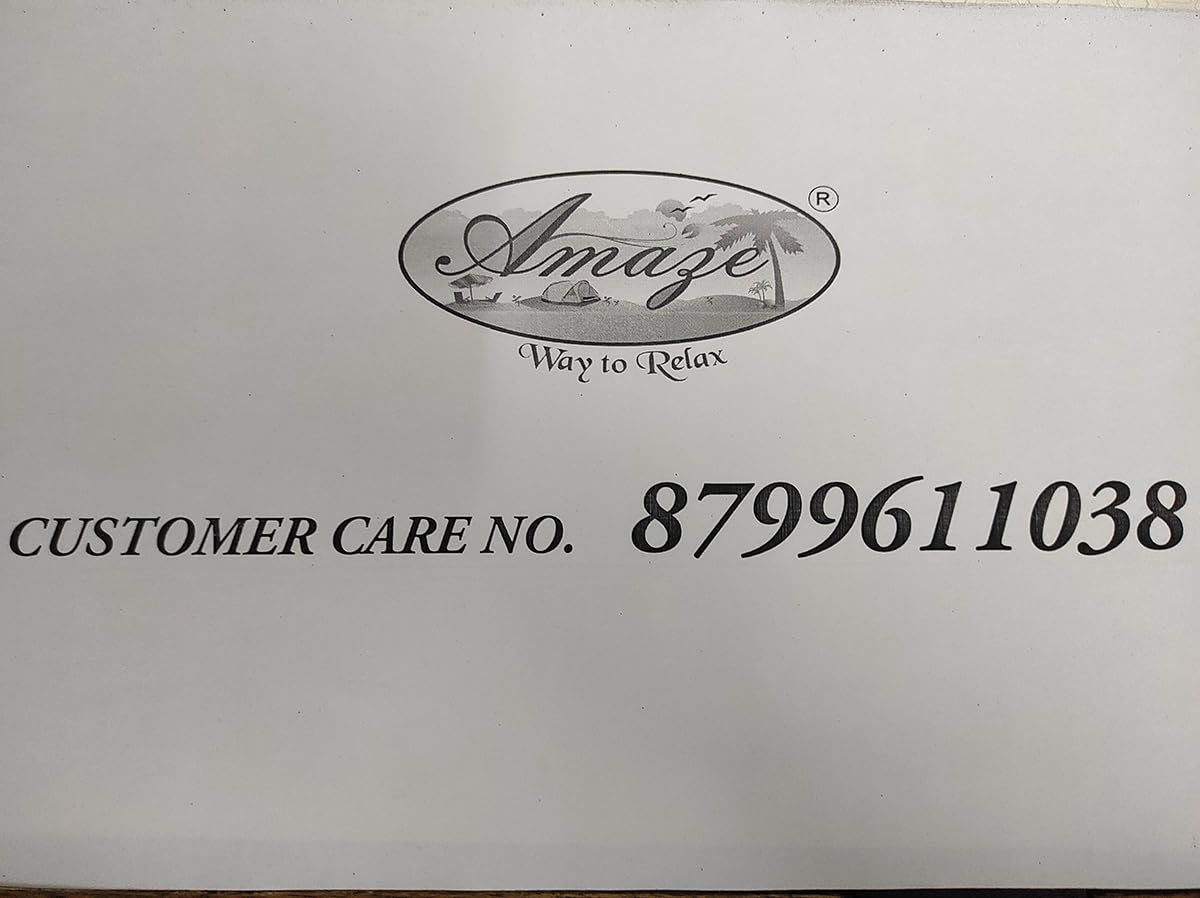 Amaze ®
Way to Relax
CUSTOMER CARE NO. 8799611038